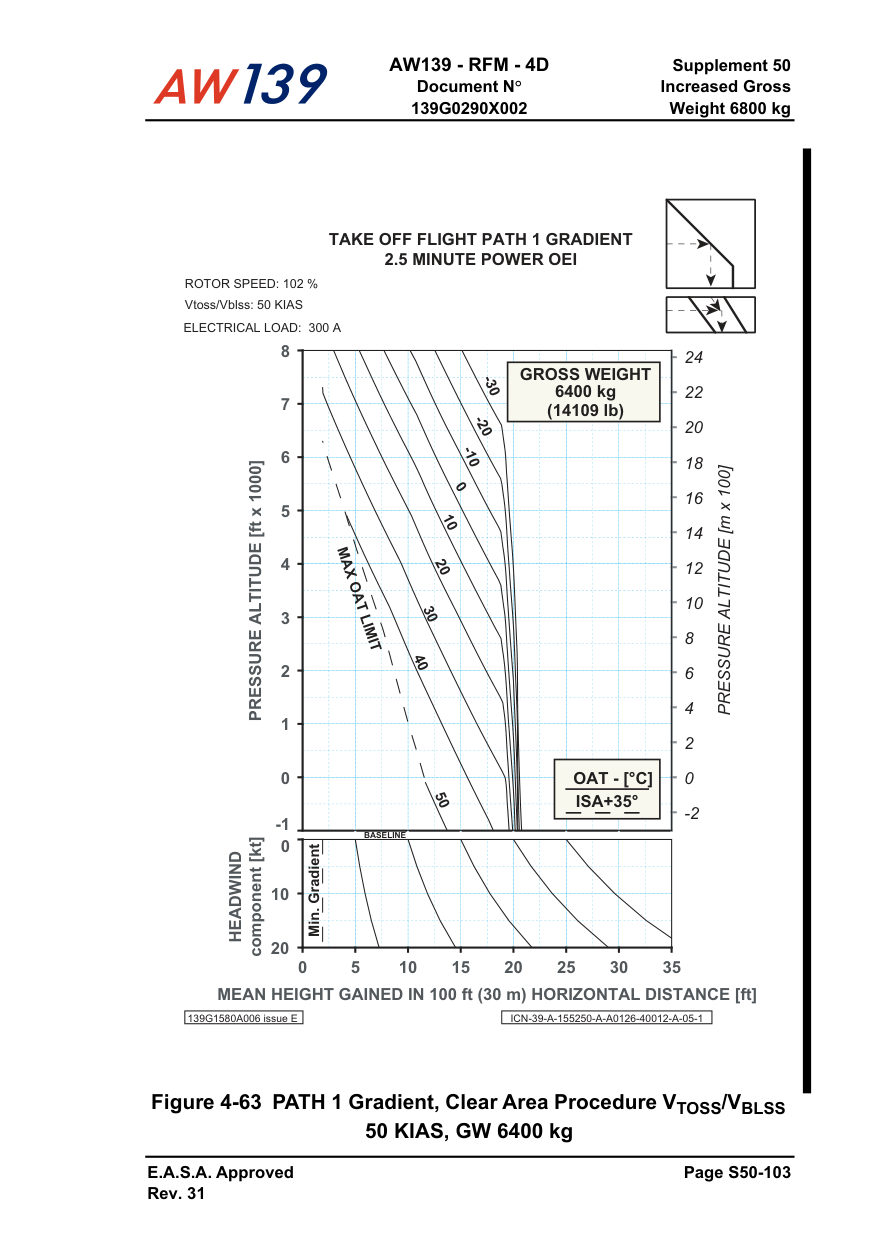 AW139
AW139 - RFM - 4D
Document N°
139G0290X002
Supplement 50
Increased Gross
Weight 6800 kg
TAKE OFF FLIGHT PATH 1 GRADIENT
2.5 MINUTE POWER OEI
ROTOR SPEED: 102 %
Vtoss/Vblss: 50 KIAS
ELECTRICAL LOAD: 300 A
GROSS WEIGHT
6400 kg
(14109 lb)
PRESSURE ALTITUDE [ft x 1000]
8
7
6
5
4
3
2
1
0
-1
-30
-20
-10
0
10
20
30
40
50
MAX OAT LIMIT
24
22
20
18
16
14
12
10
8
6
4
2
0
-2
PRESSURE ALTITUDE [m x 100]
OAT - [°C]
ISA+35°
BASELINE
HEADWIND
component [kt]
0
10
20
Min. Gradient
0 5 10 15 20 25 30 35
MEAN HEIGHT GAINED IN 100 ft (30 m) HORIZONTAL DISTANCE [ft]
139G1580A006 issue E
ICN-39-A-155250-A-A0126-40012-A-05-1
Figure 4-63 PATH 1 Gradient, Clear Area Procedure VTOSS/VBLSS
50 KIAS, GW 6400 kg
E.A.S.A. Approved
Rev. 31
Page S50-103